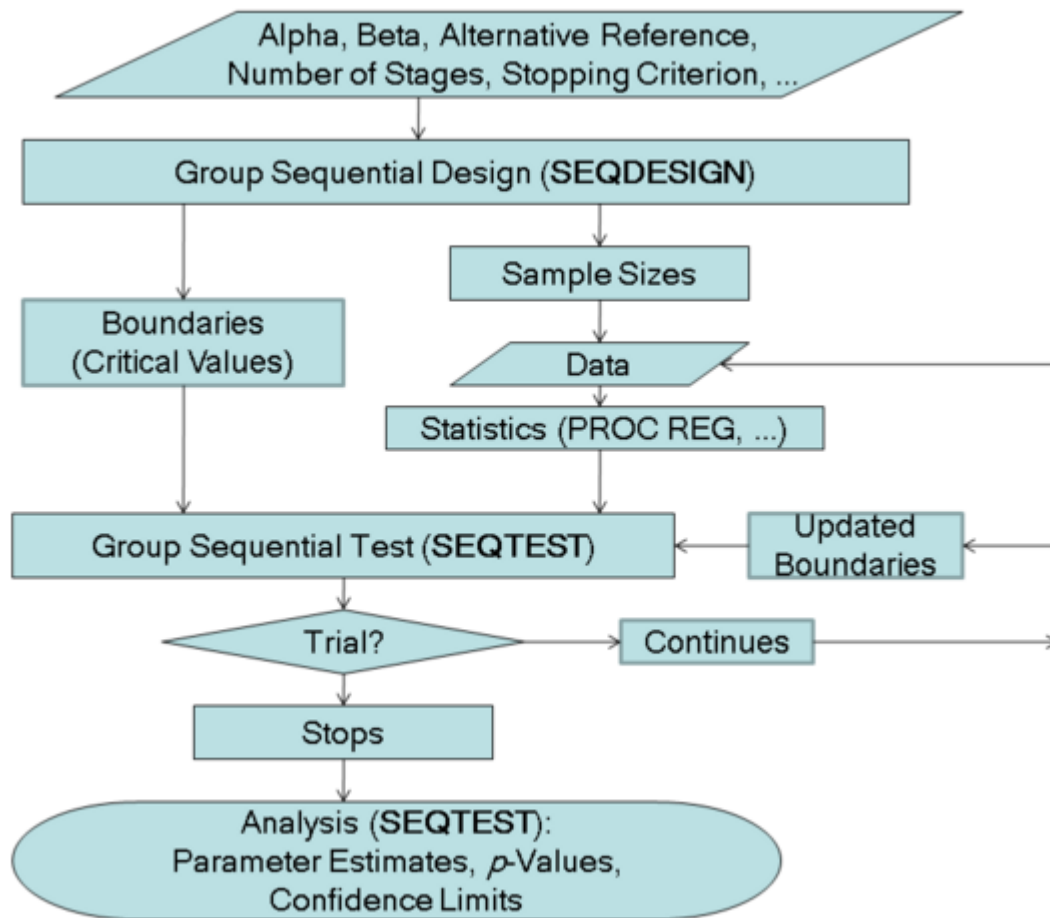 Alpha, Beta, Alternative Reference,
Number of Stages, Stopping Criterion, ...
Group Sequential Design (SEQDESIGN)
Sample Sizes
Boundaries
(Critical Values)
Data
Statistics (PROC REG, ...)
Group Sequential Test (SEQTEST)
Updated
Boundaries
Trial?
Continues
Stops
Analysis (SEQTEST):
Parameter Estimates, p-Values,
Confidence Limits